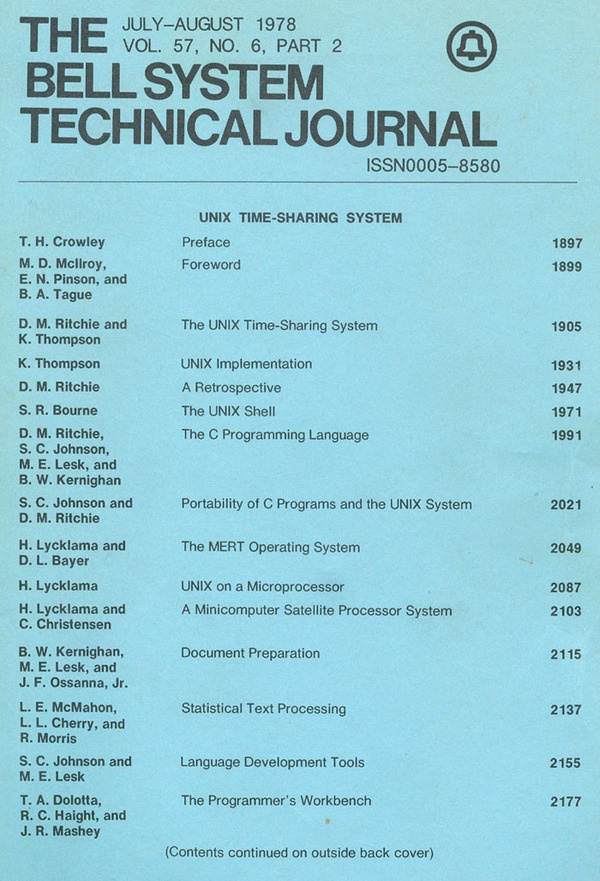 THE JULY–AUGUST 1978
VOL. 57, NO. 6, PART 2
BELL SYSTEM
TECHNICAL JOURNAL
ISSN0005–8580
UNIX TIME-SHARING SYSTEM
T. H. Crowley Preface 1897
M. D. McIlroy, Foreword 1899
E. N. Pinson, and
B. A. Tague
D. M. Ritchie and The UNIX Time-Sharing System 1905
K. Thompson
K. Thompson UNIX Implementation 1931
D. M. Ritchie A Retrospective 1947
S. R. Bourne The UNIX Shell 1971
D. M. Ritchie, The C Programming Language 1991
S. C. Johnson,
M. E. Lesk, and
B. W. Kernighan
S. C. Johnson and Portability of C Programs and the UNIX System 2021
D. M. Ritchie
H. Lycklama and The MERT Operating System 2049
D. L. Bayer
H. Lycklama UNIX on a Microprocessor 2087
H. Lycklama and A Minicomputer Satellite Processor System 2103
C. Christensen
B. W. Kernighan, Document Preparation 2115
M. E. Lesk, and
J. F. Ossanna, Jr.
L. E. McMahon, Statistical Text Processing 2137
L. L. Cherry, and
R. Morris
S. C. Johnson and Language Development Tools 2155
M. E. Lesk
T. A. Dolotta, The Programmer's Workbench 2177
R. C. Haight, and
J. R. Mashey
(Contents continued on outside back cover)